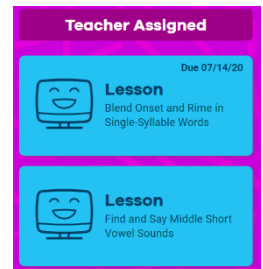 Teacher Assigned
Due 07/14/20
Lesson
Blend Onset and Rime in
Single-Syllable Words
Lesson
Find and Say Middle Short
Vowel Sounds